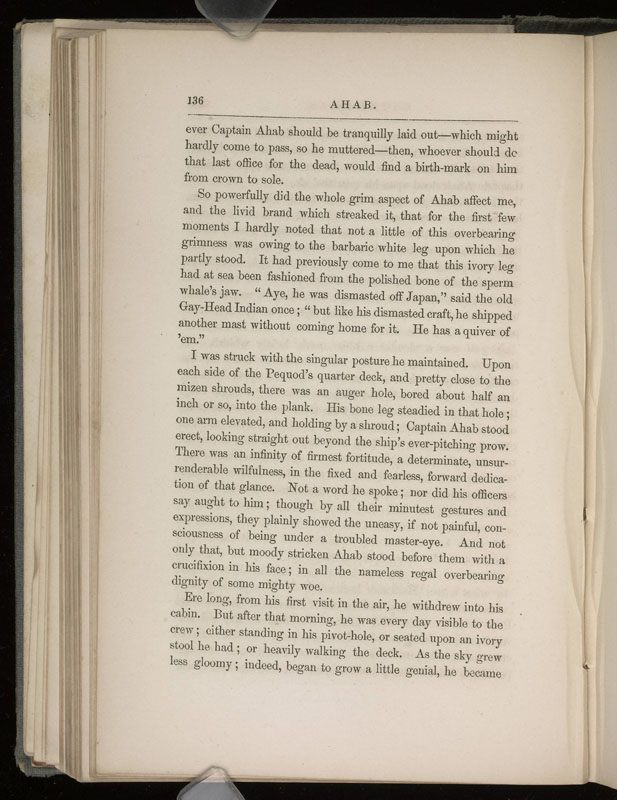 136
AHAB.
ever Captain Ahab should be tranquilly laid out—which might
hardly come to pass, so he muttered—then, whoever should do
that last office for the dead, would find a birth-mark on him
from crown to sole.
So powerfully did the whole grim aspect of Ahab affect me,
and the livid brand which streaked it, that for the first few
moments I hardly noted that not a little of this overbearing
grimness was owing to the barbaric white leg upon which he
partly stood. It had previously come to me that this ivory leg
had at sea been fashioned from the polished bone of the sperm
whale's jaw. "Aye, he was dismasted off Japan," said the old
Gay-Head Indian once; "but like his dismasted craft, he shipped
another mast without coming home for it. He has a quiver of
'em."
I was struck with the singular posture he maintained. Upon
each side of the Pequod's quarter deck, and pretty close to the
mizen shrouds, there was an auger hole, bored about half an
inch or so, into the plank. His bone leg steadied in that hole;
one arm elevated, and holding by a shroud; Captain Ahab stood
erect, looking straight out beyond the ship's ever-pitching prow.
There was an infinity of firmest fortitude, a determinate, unsur-
renderable wilfulness, in the fixed and fearless, forward dedica-
tion of that glance. Not a word he spoke; nor did his officers
say aught to him; though by all their minutest gestures and
expressions, they plainly showed the uneasy, if not painful, con-
sciousness of being under a troubled master-eye. And not
only that, but moody stricken Ahab stood before them with a
crucifixion in his face; in all the nameless regal overbearing
dignity of some mighty woe.
Ere long, from his first visit in the air, he withdrew into his
cabin. But after that morning, he was every day visible to the
crew; either standing in his pivot-hole, or seated upon an ivory
stool he had; or heavily walking the deck. As the sky grew
less gloomy; indeed, began to grow a little genial, he became